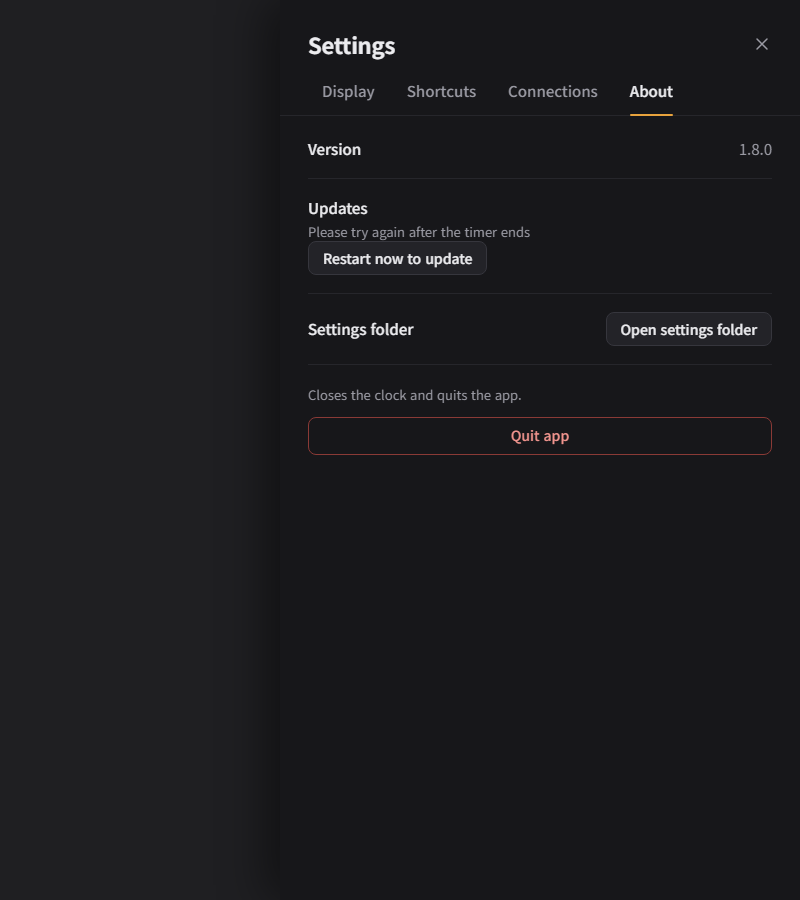 Settings
Display Shortcuts Connections About
Version 1.8.0
Updates
Please try again after the timer ends
Restart now to update
Settings folder Open settings folder
Closes the clock and quits the app.
Quit app